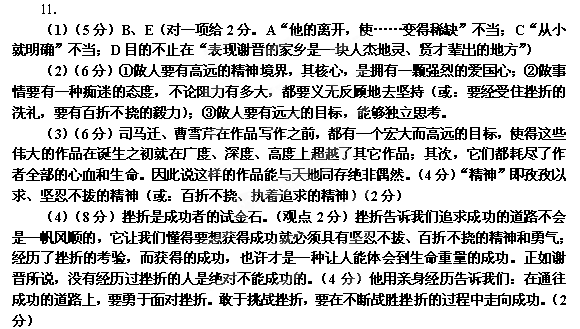 11.
(1)(5分)B、E(对一项给2分。A“他的离开，使……变得稀缺”不当；C“从小
就明确”不当；D目的不止在“表现谢晋的家乡是一块人杰地灵、贤才辈出的地方”)
(2)(6分)①做人要有高远的精神境界，其核心，是拥有一颗强烈的爱国心；②做事
情要有一种痴迷的态度，不论阻力有多大，都要义无反顾地去坚持(或：要经受住挫折的
洗礼，要有百折不挠的毅力)；③做人要有远大的目标，能够独立思考。
(3)(6分)司马迁、曹雪芹在作品写作之前，都有一个宏大而高远的目标，使得这些
伟大的作品在诞生之初就在广度、深度、高度上超越了其它作品；其次，它们都耗尽了作
者全部的心血和生命。因此说这样的作品能与天地同存绝非偶然。(4分)“精神”即孜孜以
求、坚忍不拔的精神(或：百折不挠、执着追求的精神)(2分)
(4)(8分)挫折是成功者的试金石。(观点2分)挫折告诉我们追求成功的道路不会
是一帆风顺的，它让我们懂得要想获得成功就必须具有坚忍不拔、百折不挠的精神和勇气；
经历了挫折的考验，而获得的成功，也许才是一种让人能体会到生命重量的成功。正如谢
晋所说，没有经历过挫折的人是绝对不能成功的。(4分)他用亲身经历告诉我们：在通往
成功的道路上，要勇于面对挫折。敢于挑战挫折，要在不断战胜挫折的过程中走向成功。(2
分)